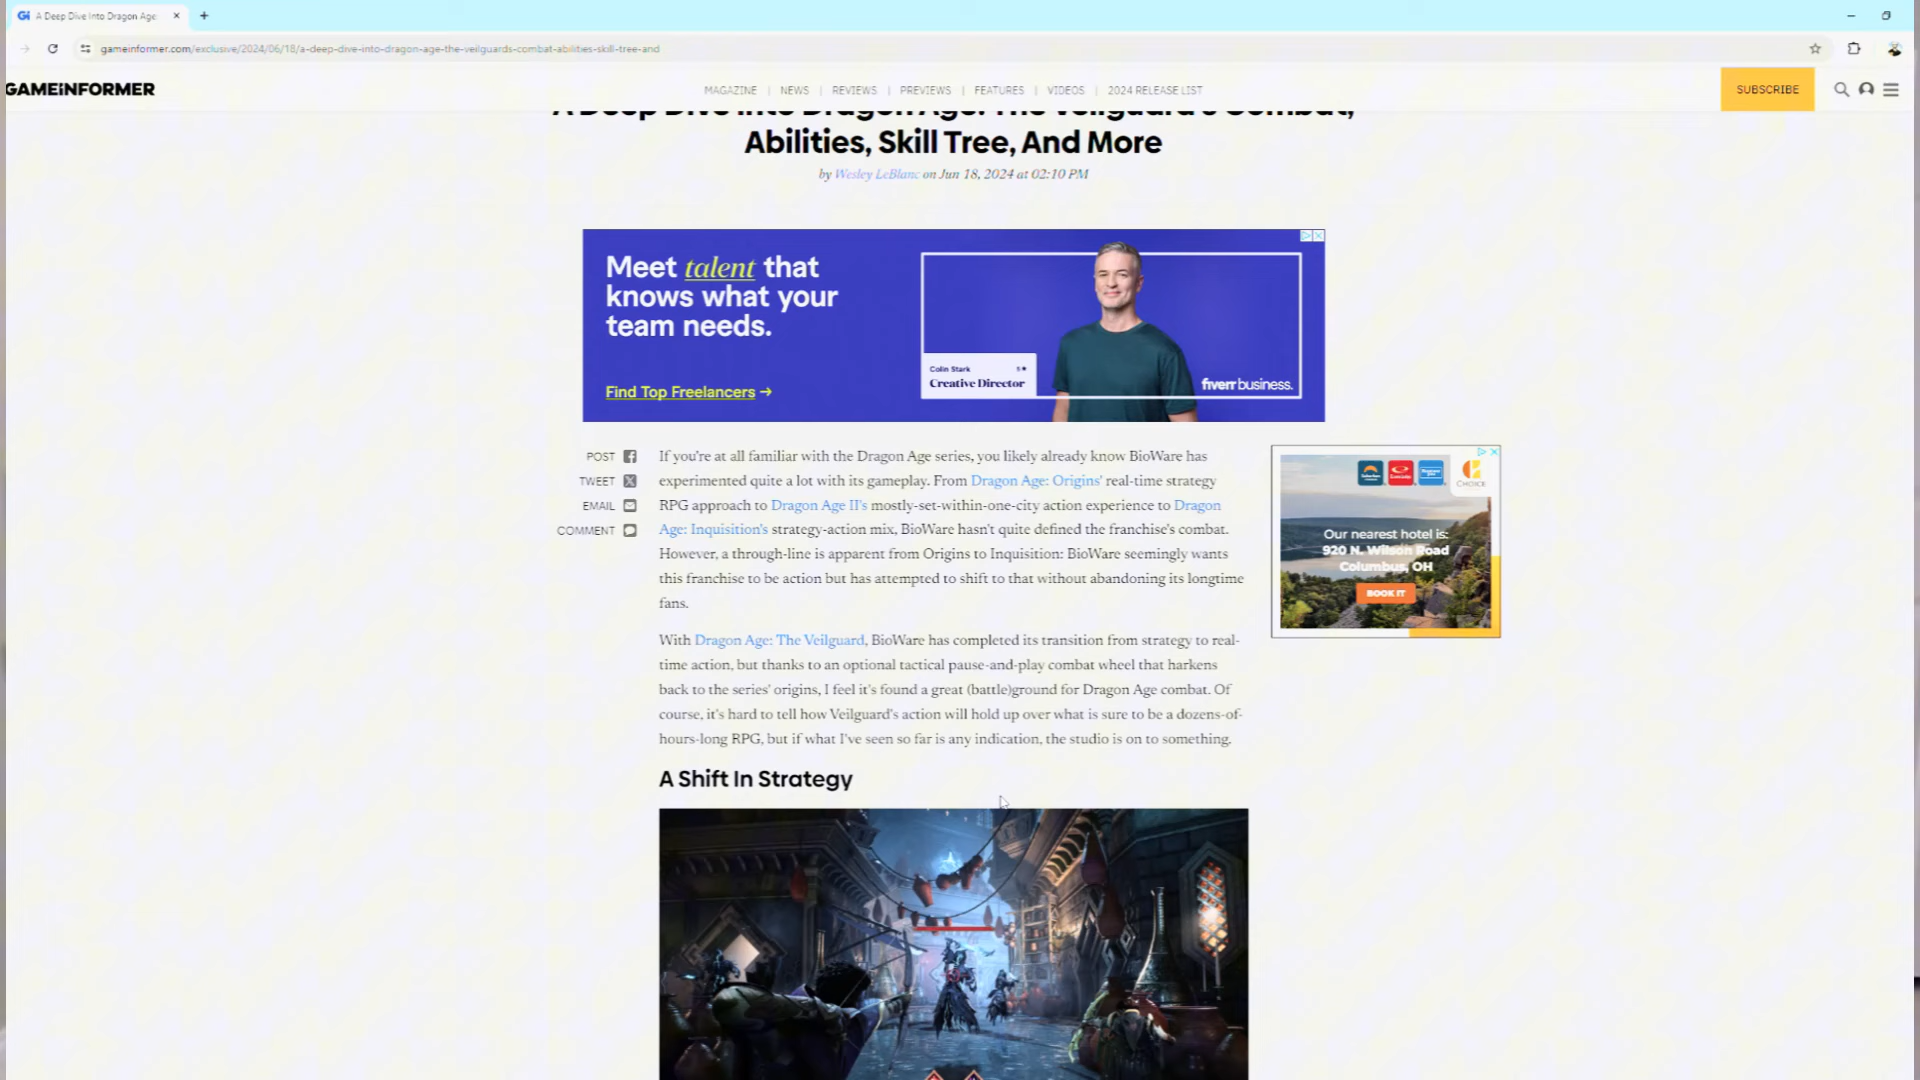 A Deep Dive Into Dragon Age:
gameinformer.com/exclusive/2024/06/18/a-deep-dive-into-dragon-age-the-veilguards-combat-abilities-skill-tree-and
GAMEINFORMER
MAGAZINE | NEWS | REVIEWS | PREVIEWS | FEATURES | VIDEOS | 2024 RELEASE LIST
SUBSCRIBE
A Deep Dive Into Dragon Age: The Veilguard's Combat,
Abilities, Skill Tree, And More
by Wesley LeBlanc on Jun 18, 2024 at 02:10 PM
Meet talent that
knows what your
team needs.
Find Top Freelancers →
Colin Stark
Creative Director
fiverr business.
POST
TWEET
EMAIL
COMMENT
If you're at all familiar with the Dragon Age series, you likely already know BioWare has
experimented quite a lot with its gameplay. From Dragon Age: Origins' real-time strategy
RPG approach to Dragon Age II's mostly-set-within-one-city action experience to Dragon
Age: Inquisition's strategy-action mix, BioWare hasn't quite defined the franchise's combat.
However, a through-line is apparent from Origins to Inquisition: BioWare seemingly wants
this franchise to be action but has attempted to shift to that without abandoning its longtime
fans.
With Dragon Age: The Veilguard, BioWare has completed its transition from strategy to real-
time action, but thanks to an optional tactical pause-and-play combat wheel that harkens
back to the series' origins, I feel it's found a great (battle)ground for Dragon Age combat. Of
course, it's hard to tell how Veilguard's action will hold up over what is sure to be a dozens-of-
hours-long RPG, but if what I've seen so far is any indication, the studio is on to something.
CHOICE
Our nearest hotel is:
920 N. Wilson Road
Columbus, OH
BOOK IT
A Shift In Strategy